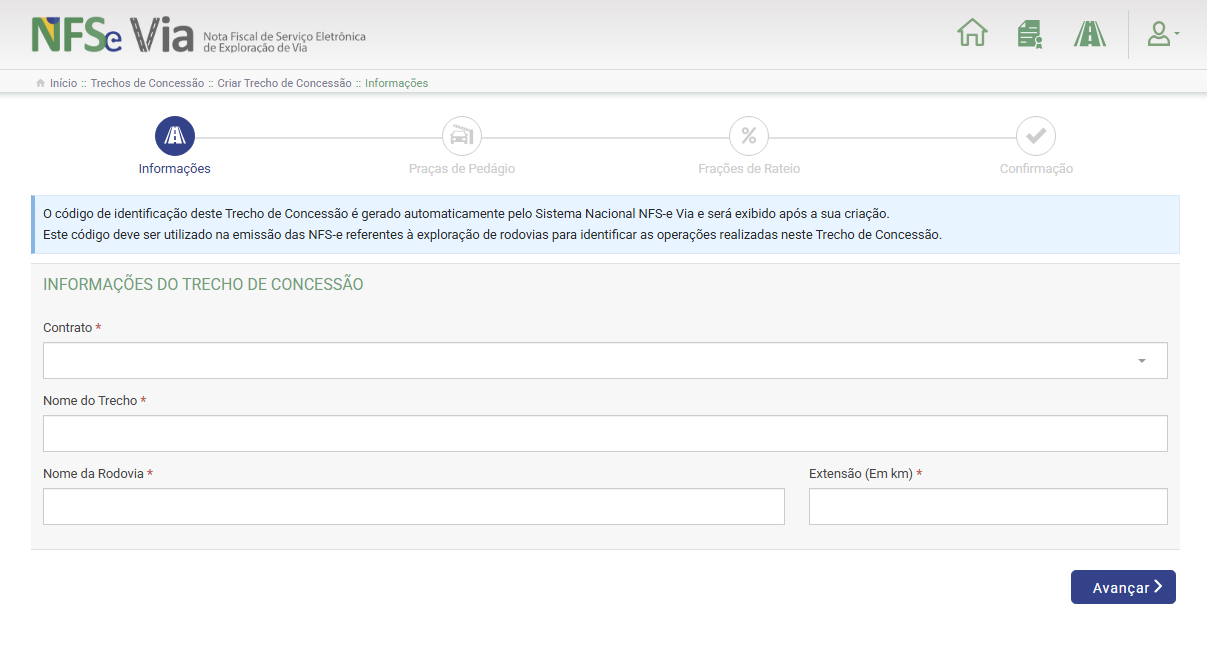 NFSe Via
Nota Fiscal de Serviço Eletrônica
de Exploração de Via
Início :: Trechos de Concessão :: Criar Trecho de Concessão :: Informações
Informações
Praças de Pedágio
%
Frações de Rateio
Confirmação
O código de identificação deste Trecho de Concessão é gerado automaticamente pelo Sistema Nacional NFS-e Via e será exibido após a sua criação.
Este código deve ser utilizado na emissão das NFS-e referentes à exploração de rodovias para identificar as operações realizadas neste Trecho de Concessão.
INFORMAÇÕES DO TRECHO DE CONCESSÃO
Contrato *
Nome do Trecho *
Nome da Rodovia *
Extensão (Em km) *
Avançar